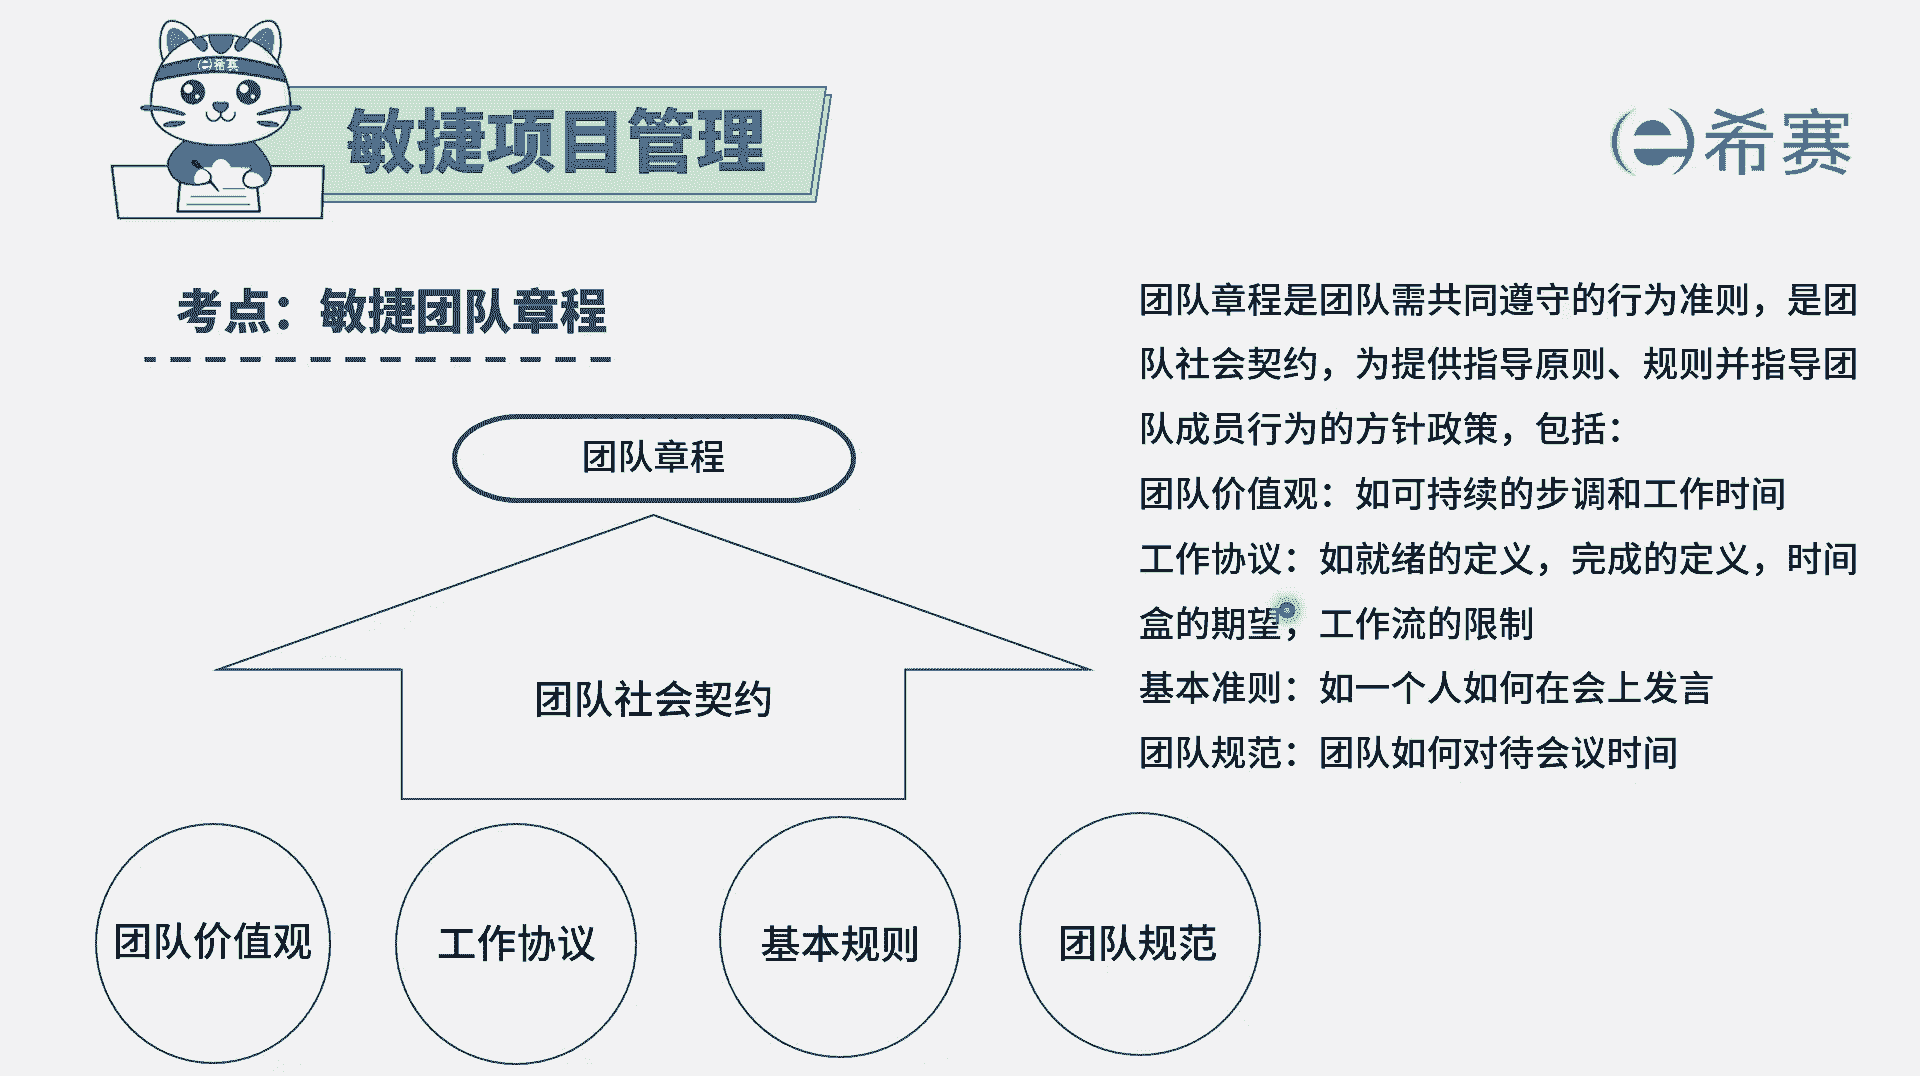 希赛
敏捷项目管理
希赛
考点：敏捷团队章程
团队章程
团队社会契约
团队价值观
工作协议
基本规则
团队规范
团队章程是团队需共同遵守的行为准则，是团
队社会契约，为提供指导原则、规则并指导团
队成员行为的方针政策，包括：
团队价值观：如可持续的步调和工作时间
工作协议：如就绪的定义，完成的定义，时间
盒的期望，工作流的限制
基本准则：如一个人如何在会上发言
团队规范：团队如何对待会议时间